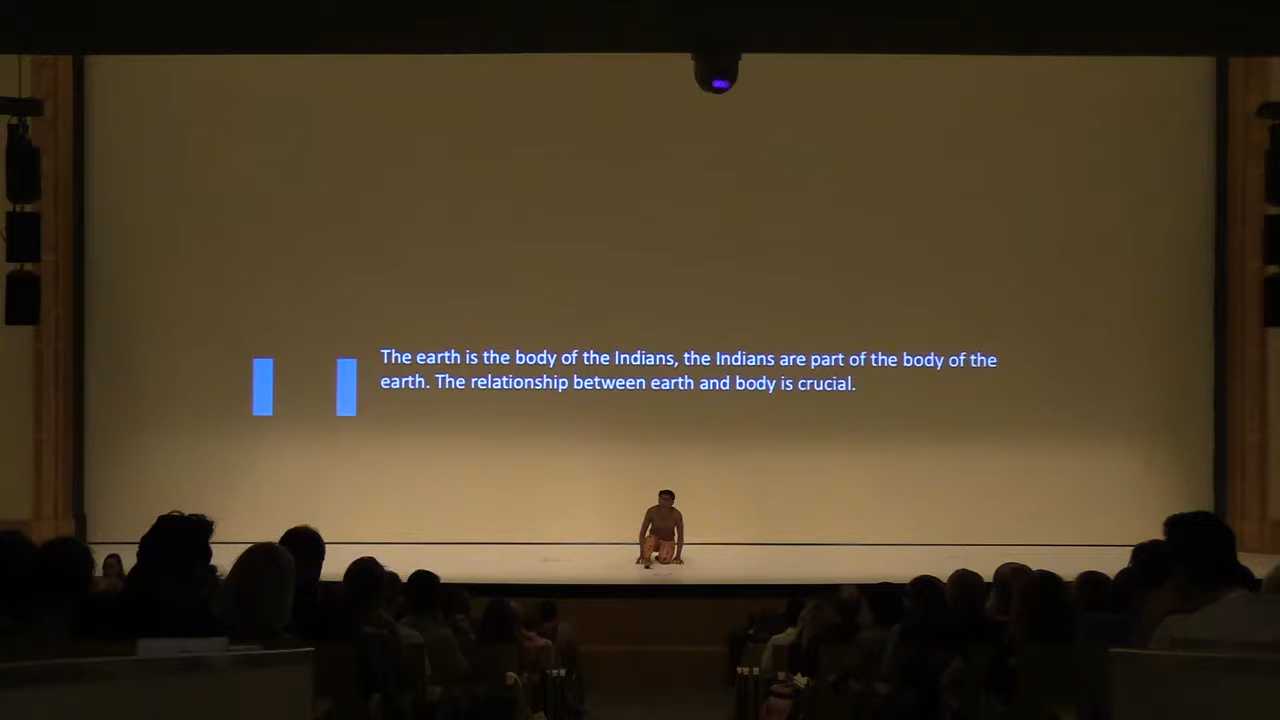 The earth is the body of the Indians, the Indians are part of the body of the
earth. The relationship between earth and body is crucial.